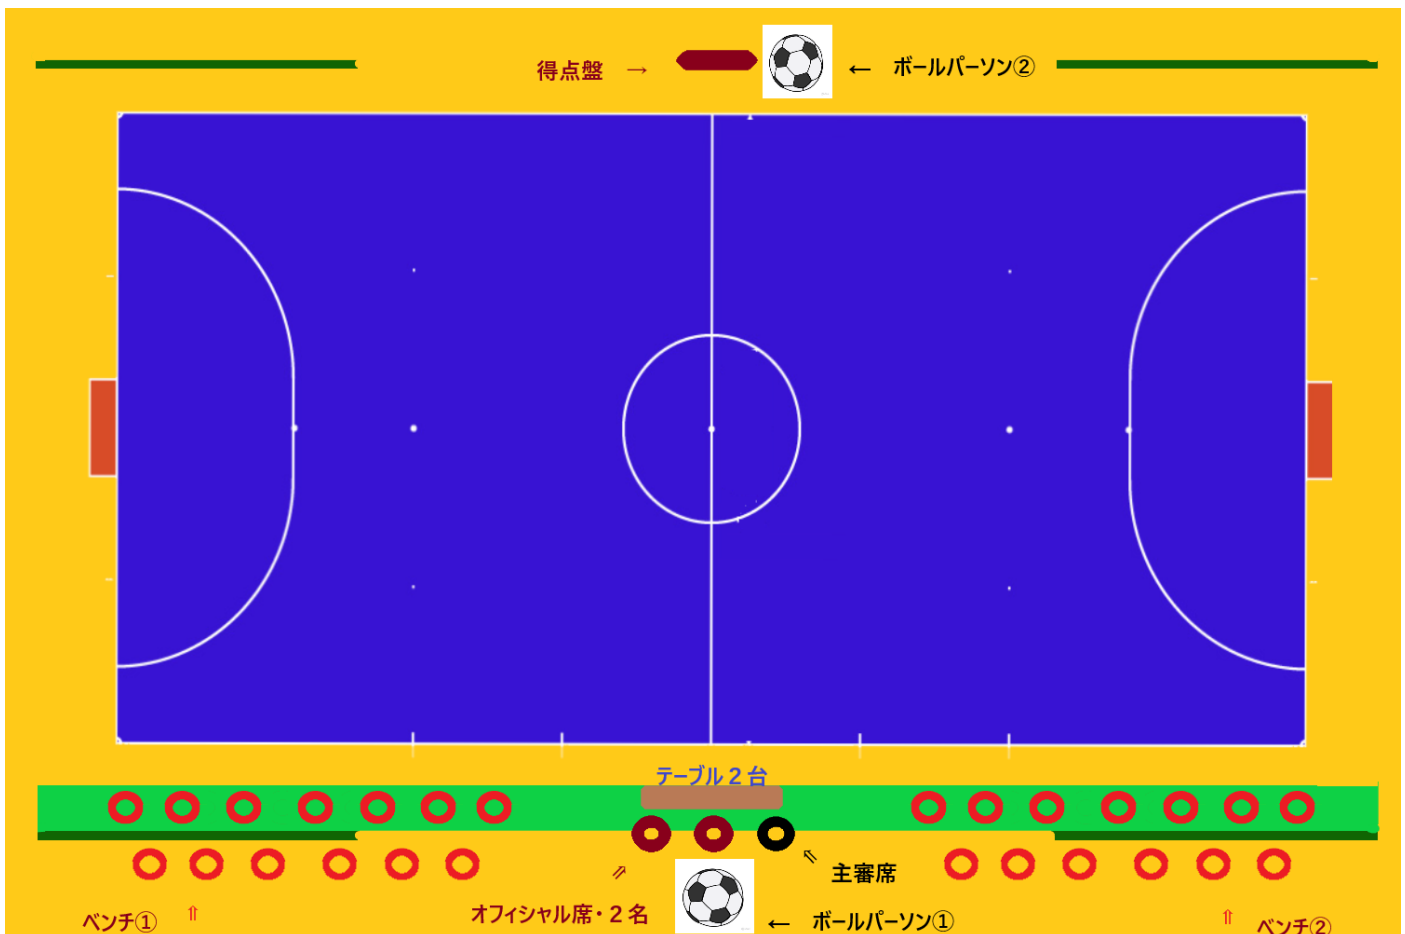 得点盤 →
← ボールパーソン②
テーブル２台
⇖ 主審席
⇗
オフィシャル席・２名
← ボールパーソン①
ベンチ① ⇑
⇑ ベンチ②